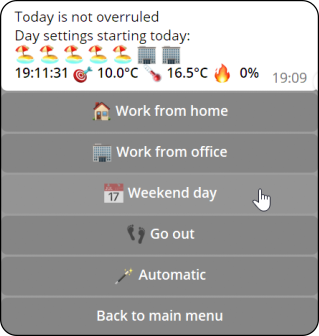 Today is not overruled
Day settings starting today:
19:11:31 10.0°C 16.5°C 0%
19:09
Work from home
Work from office
Weekend day
Go out
Automatic
Back to main menu